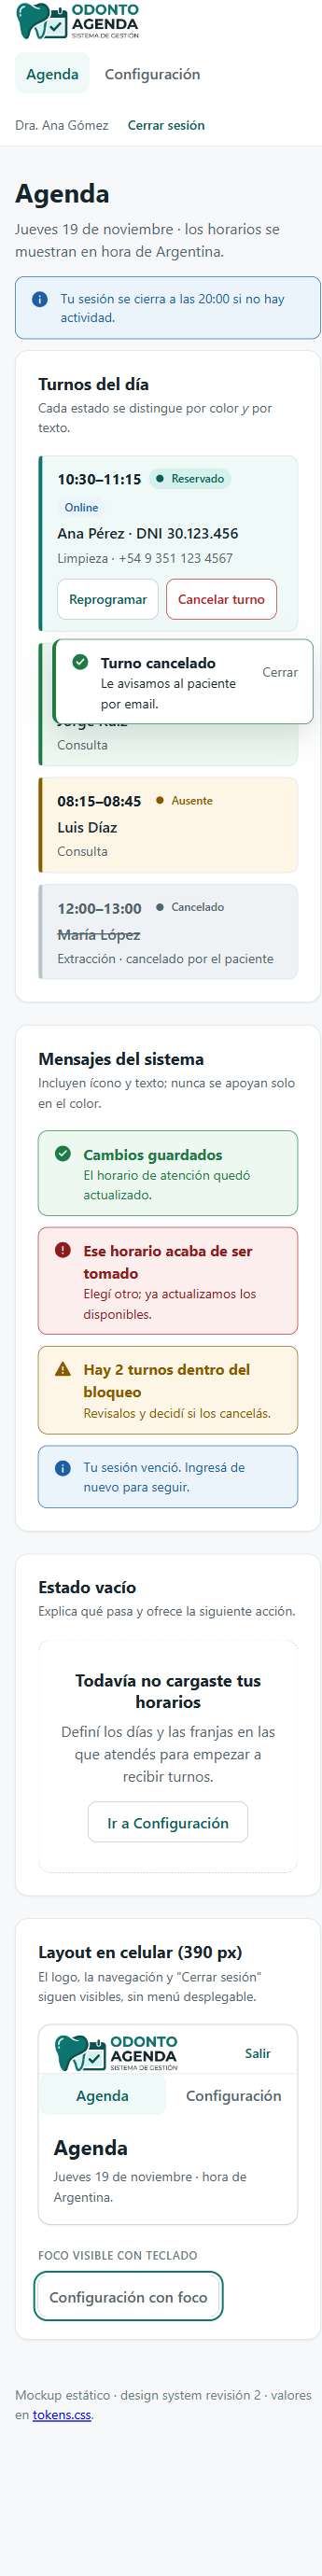 ODONTO
AGENDA
SISTEMA DE GESTIÓN
Agenda
Configuración
Dra. Ana Gómez
Cerrar sesión
Agenda
Jueves 19 de noviembre · los horarios se
muestran en hora de Argentina.
Tu sesión se cierra a las 20:00 si no hay
actividad.
Turnos del día
Cada estado se distingue por color y por
texto.
10:30–11:15
Reservado
Online
Ana Pérez · DNI 30.123.456
Limpieza · +54 9 351 123 4567
Reprogramar
Cancelar turno
Turno cancelado
Le avisamos al paciente
por email.
Cerrar
Jorge Ruiz
Consulta
08:15–08:45
Ausente
Luis Díaz
Consulta
12:00–13:00
Cancelado
María López
Extracción · cancelado por el paciente
Mensajes del sistema
Incluyen ícono y texto; nunca se apoyan solo
en el color.
Cambios guardados
El horario de atención quedó
actualizado.
Ese horario acaba de ser
tomado
Elegí otro; ya actualizamos los
disponibles.
Hay 2 turnos dentro del
bloqueo
Revisalos y decidí si los cancelás.
Tu sesión venció. Ingresá de
nuevo para seguir.
Estado vacío
Explica qué pasa y ofrece la siguiente acción.
Todavía no cargaste tus
horarios
Definí los días y las franjas en las
que atendés para empezar a
recibir turnos.
Ir a Configuración
Layout en celular (390 px)
El logo, la navegación y "Cerrar sesión"
siguen visibles, sin menú desplegable.
ODONTO
AGENDA
SISTEMA DE GESTIÓN
Salir
Agenda
Configuración
Agenda
Jueves 19 de noviembre · hora de
Argentina.
FOCO VISIBLE CON TECLADO
Configuración con foco
Mockup estático · design system revisión 2 · valores
en tokens.css.